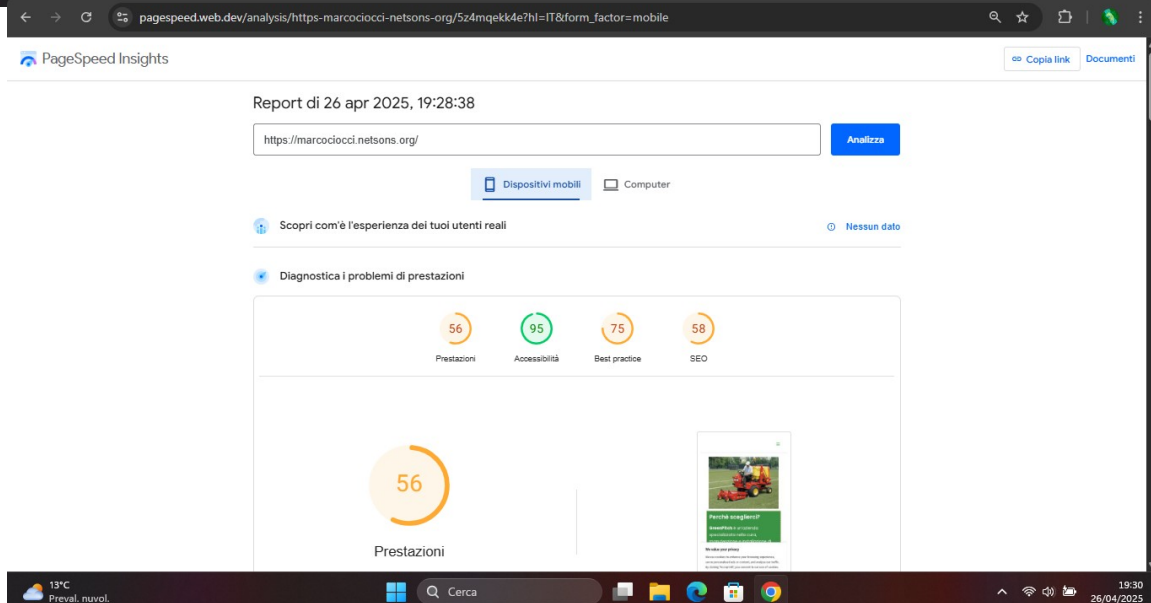 pagespeed.web.dev/analysis/https-marcociocci-netsons-org/5z4mqekk4e?hl=IT&form_factor=mobile
PageSpeed Insights
Copia link
Documenti
Report di 26 apr 2025, 19:28:38
https://marcociocci.netsons.org/
Analizza
Dispositivi mobili
Computer
Scopri com'è l'esperienza dei tuoi utenti reali
Nessun dato
Diagnostica i problemi di prestazioni
56 95 75 58
Prestazioni Accessibilità Best practice SEO
56
Prestazioni
Perché sceglierci?
13°C
Preval. nuvol.
Cerca
19:30
26/04/2025